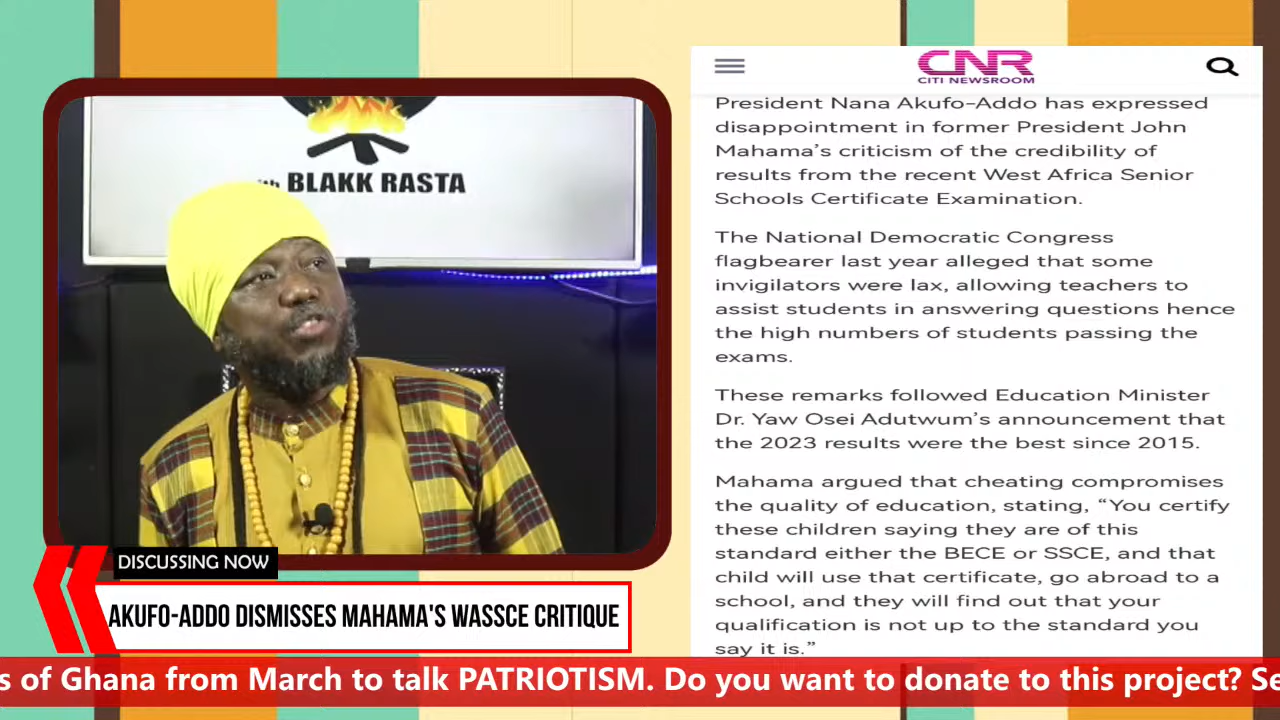 BLAKK RASTA
DISCUSSING NOW
AKUFO-ADDO DISMISSES MAHAMA'S WASSCE CRITIQUE
CNR
CITI NEWSROOM
President Nana Akufo-Addo has expressed
disappointment in former President John
Mahama’s criticism of the credibility of
results from the recent West Africa Senior
Schools Certificate Examination.
The National Democratic Congress
flagbearer last year alleged that some
invigilators were lax, allowing teachers to
assist students in answering questions hence
the high numbers of students passing the
exams.
These remarks followed Education Minister
Dr. Yaw Osei Adutwum’s announcement that
the 2023 results were the best since 2015.
Mahama argued that cheating compromises
the quality of education, stating, “You certify
these children saying they are of this
standard either the BECE or SSCE, and that
child will use that certificate, go abroad to a
school, and they will find out that your
qualification is not up to the standard you
say it is.”
s of Ghana from March to talk PATRIOTISM. Do you want to donate to this project? Se